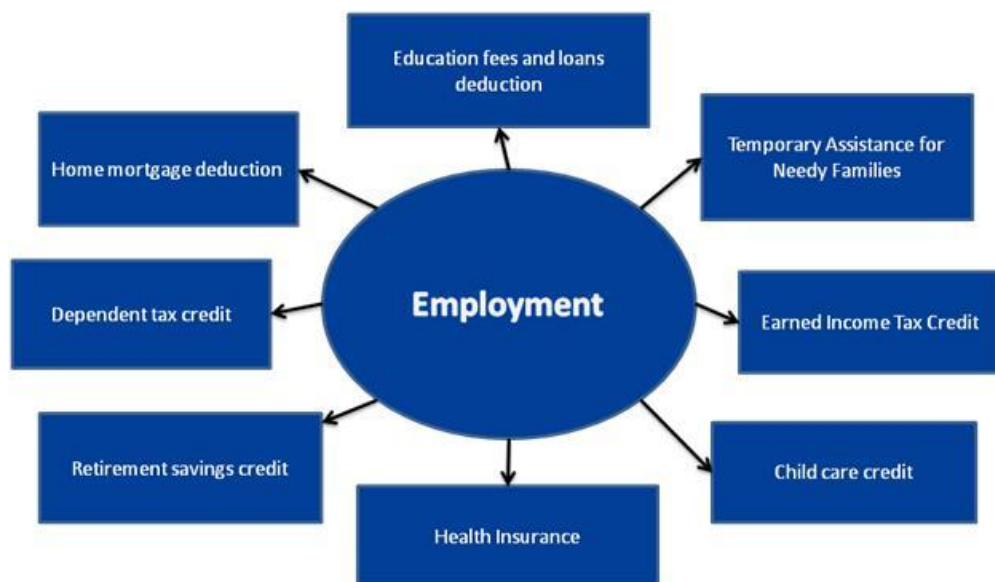 Education fees and loans
deduction
Home mortgage deduction
Temporary Assistance for
Needy Families
Employment
Dependent tax credit
Earned Income Tax Credit
Retirement savings credit
Child care credit
Health Insurance